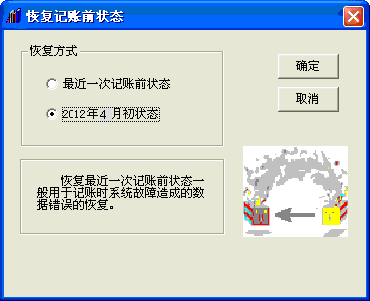 恢复记账前状态
恢复方式
最近一次记账前状态
2012年4 月初状态
确定
取消
恢复最近一次记账前状态一
般用于记账时系统故障造成的数
据错误的恢复。